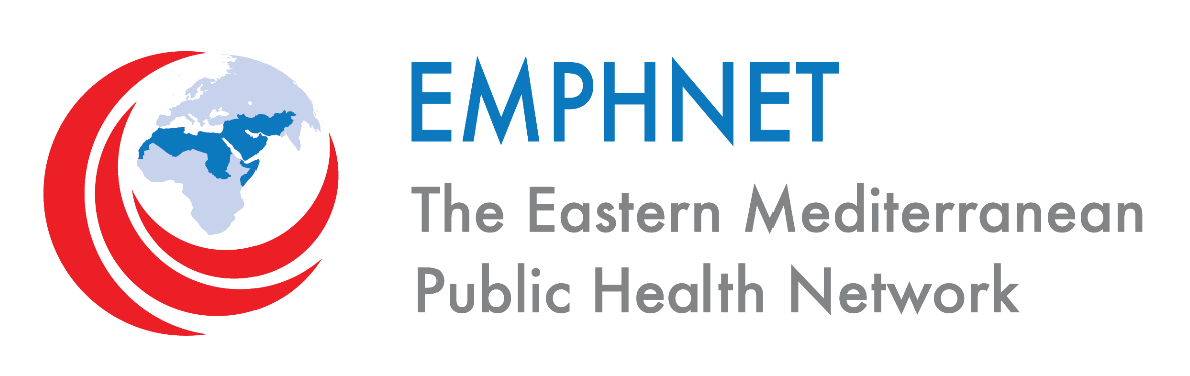 EMPHNET
The Eastern Mediterranean
Public Health Network